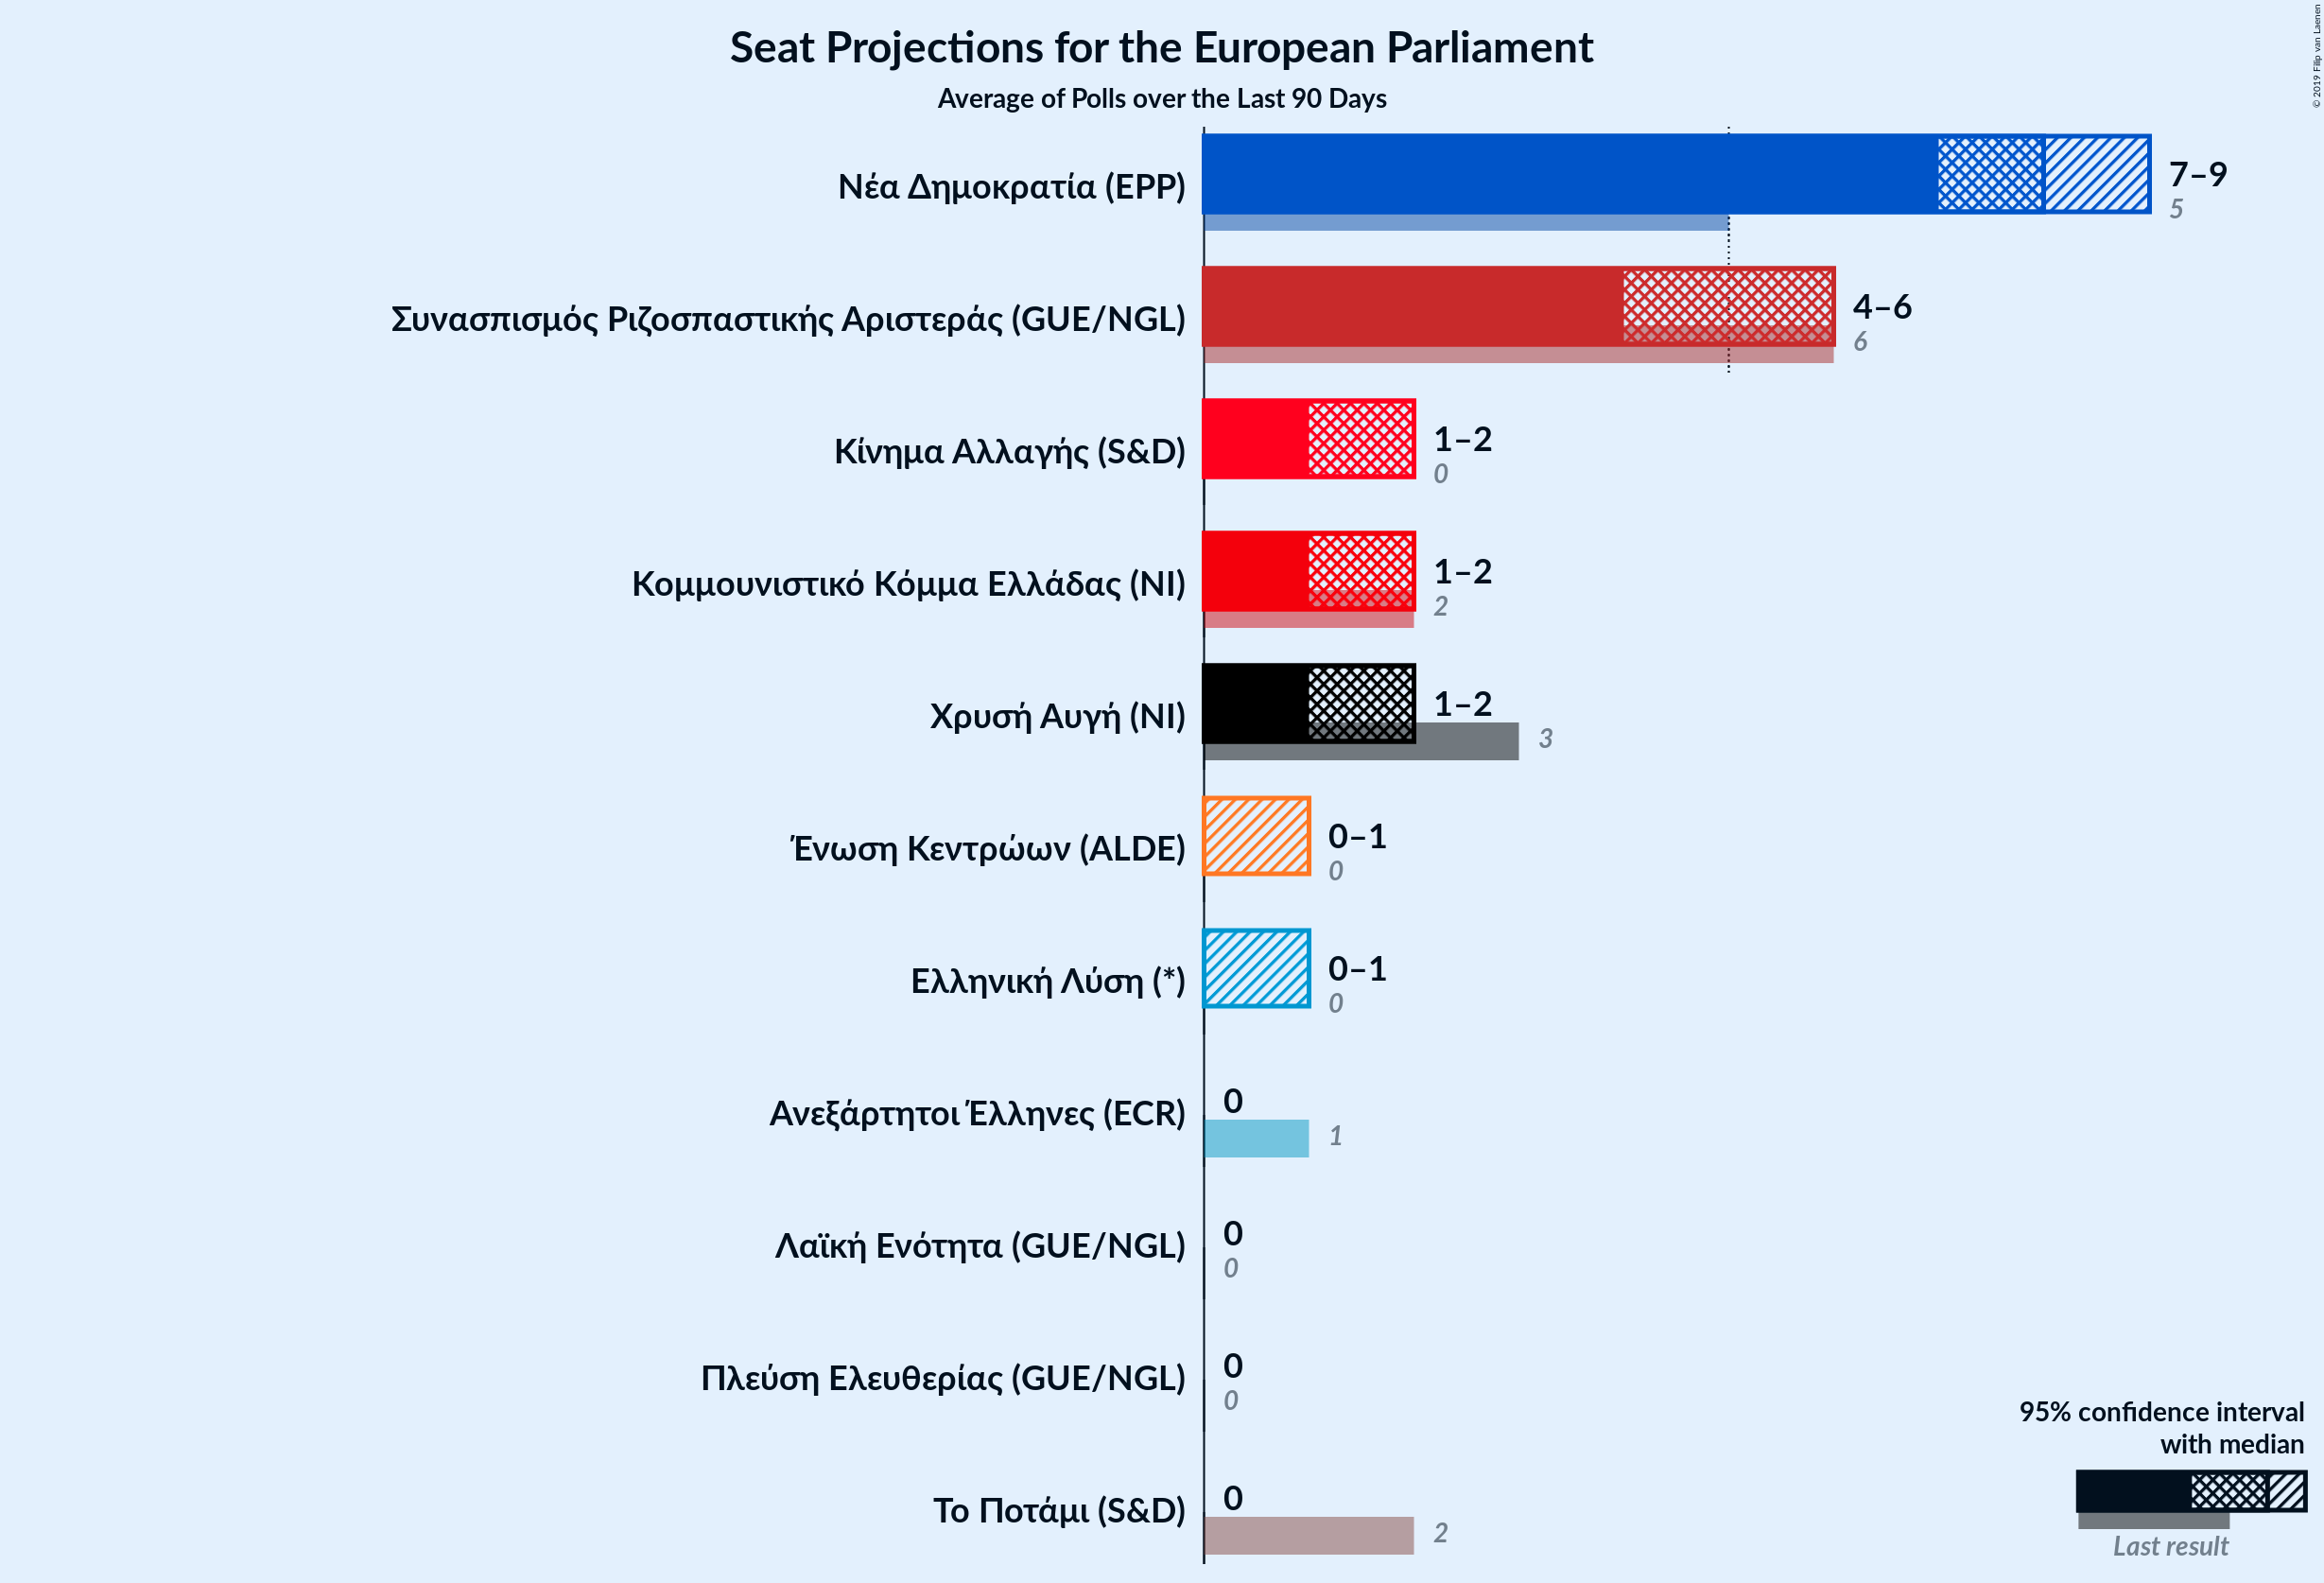 © 2019 Filip van Laenen
Seat Projections for the European Parliament
Average of Polls over the Last 90 Days
Νέα Δημοκρατία (EPP)
7–9
5
Συνασπισμός Ριζοσπαστικής Αριστεράς (GUE/NGL)
4–6
6
Κίνημα Αλλαγής (S&D)
1–2
0
Κομμουνιστικό Κόμμα Ελλάδας (NI)
1–2
2
Χρυσή Αυγή (NI)
1–2
3
Ένωση Κεντρώων (ALDE)
0–1
0
Ελληνική Λύση (*)
0–1
0
Ανεξάρτητοι Έλληνες (ECR)
0
1
Λαϊκή Ενότητα (GUE/NGL)
0
0
Πλεύση Ελευθερίας (GUE/NGL)
0
0
Το Ποτάμι (S&D)
0
2
95% confidence interval
with median
Last result